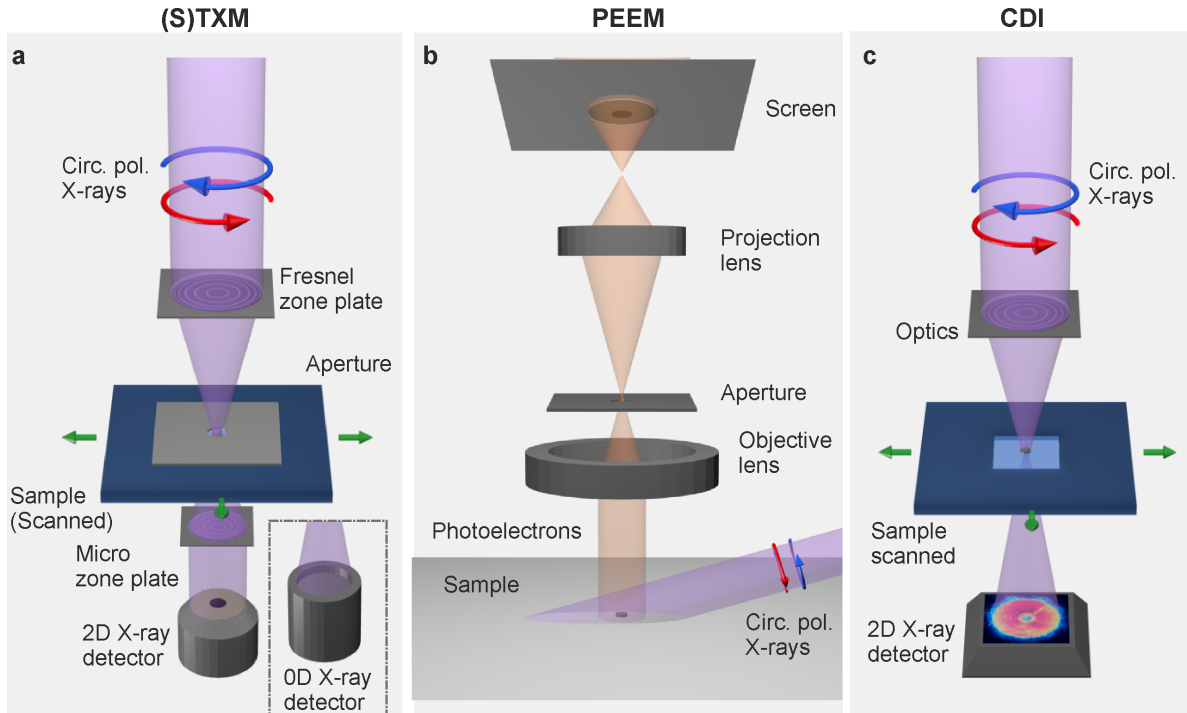 (S)TXM
PEEM
CDI
a
Circ. pol.
X-rays
Fresnel
zone plate
Aperture
Sample
(Scanned)
Micro
zone plate
2D X-ray
detector
0D X-ray
detector
b
Screen
Projection
lens
Aperture
Objective
lens
Photoelectrons
Sample
Circ. pol.
X-rays
c
Circ. pol.
X-rays
Optics
Sample
scanned
2D X-ray
detector